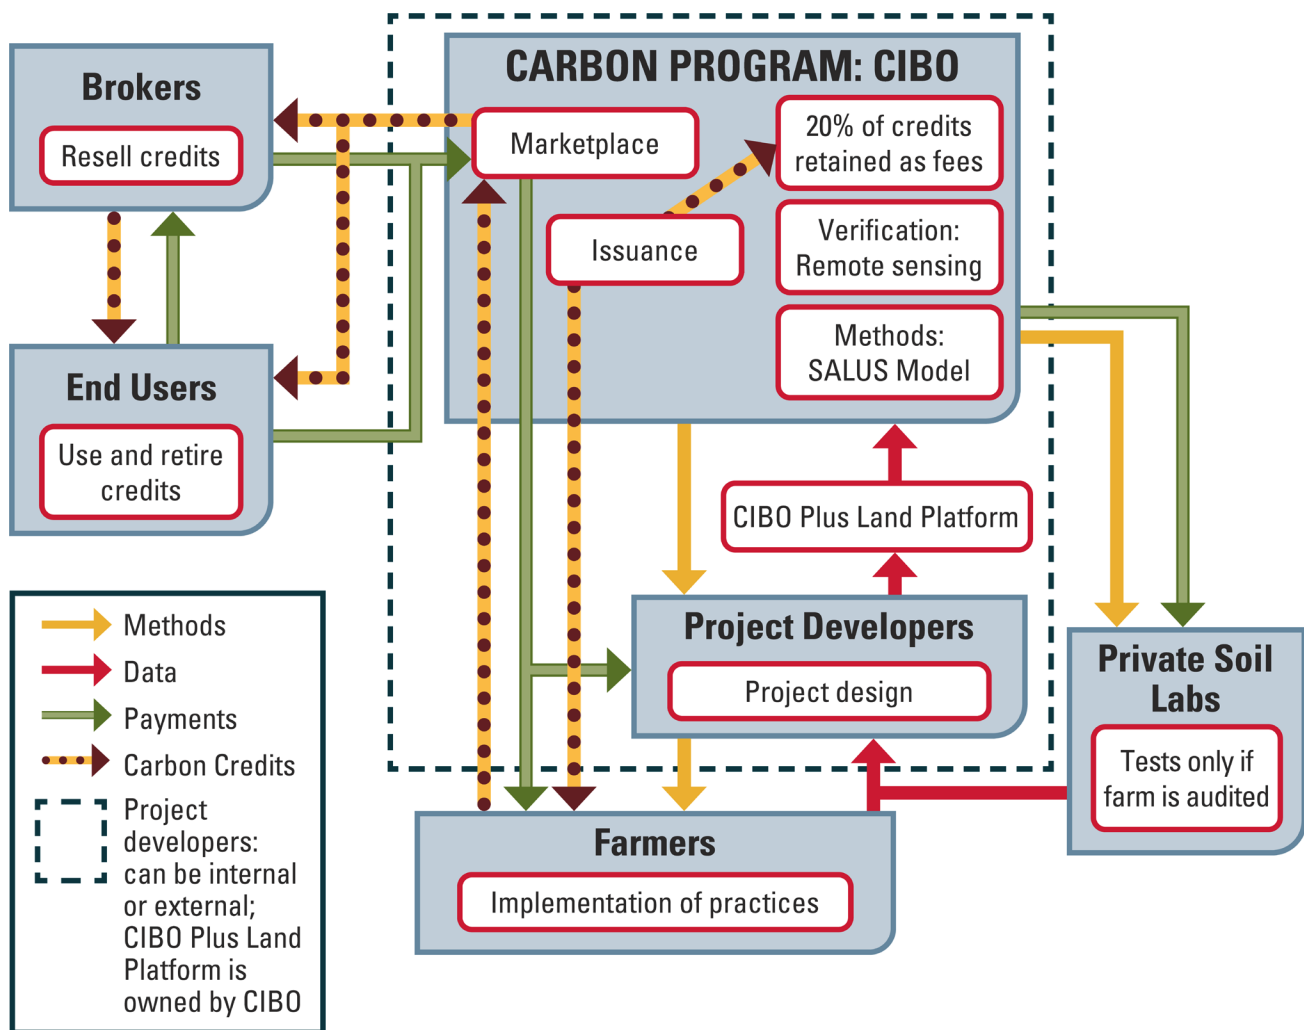 Brokers
Resell credits
End Users
Use and retire
credits
CARBON PROGRAM: CIBO
Marketplace
20% of credits
retained as fees
Issuance
Verification:
Remote sensing
Methods:
SALUS Model
CIBO Plus Land Platform
Project Developers
Project design
Private Soil
Labs
Tests only if
farm is audited
Farmers
Implementation of practices
Methods
Data
Payments
Carbon Credits
Project
developers:
can be internal
or external;
CIBO Plus Land
Platform is
owned by CIBO